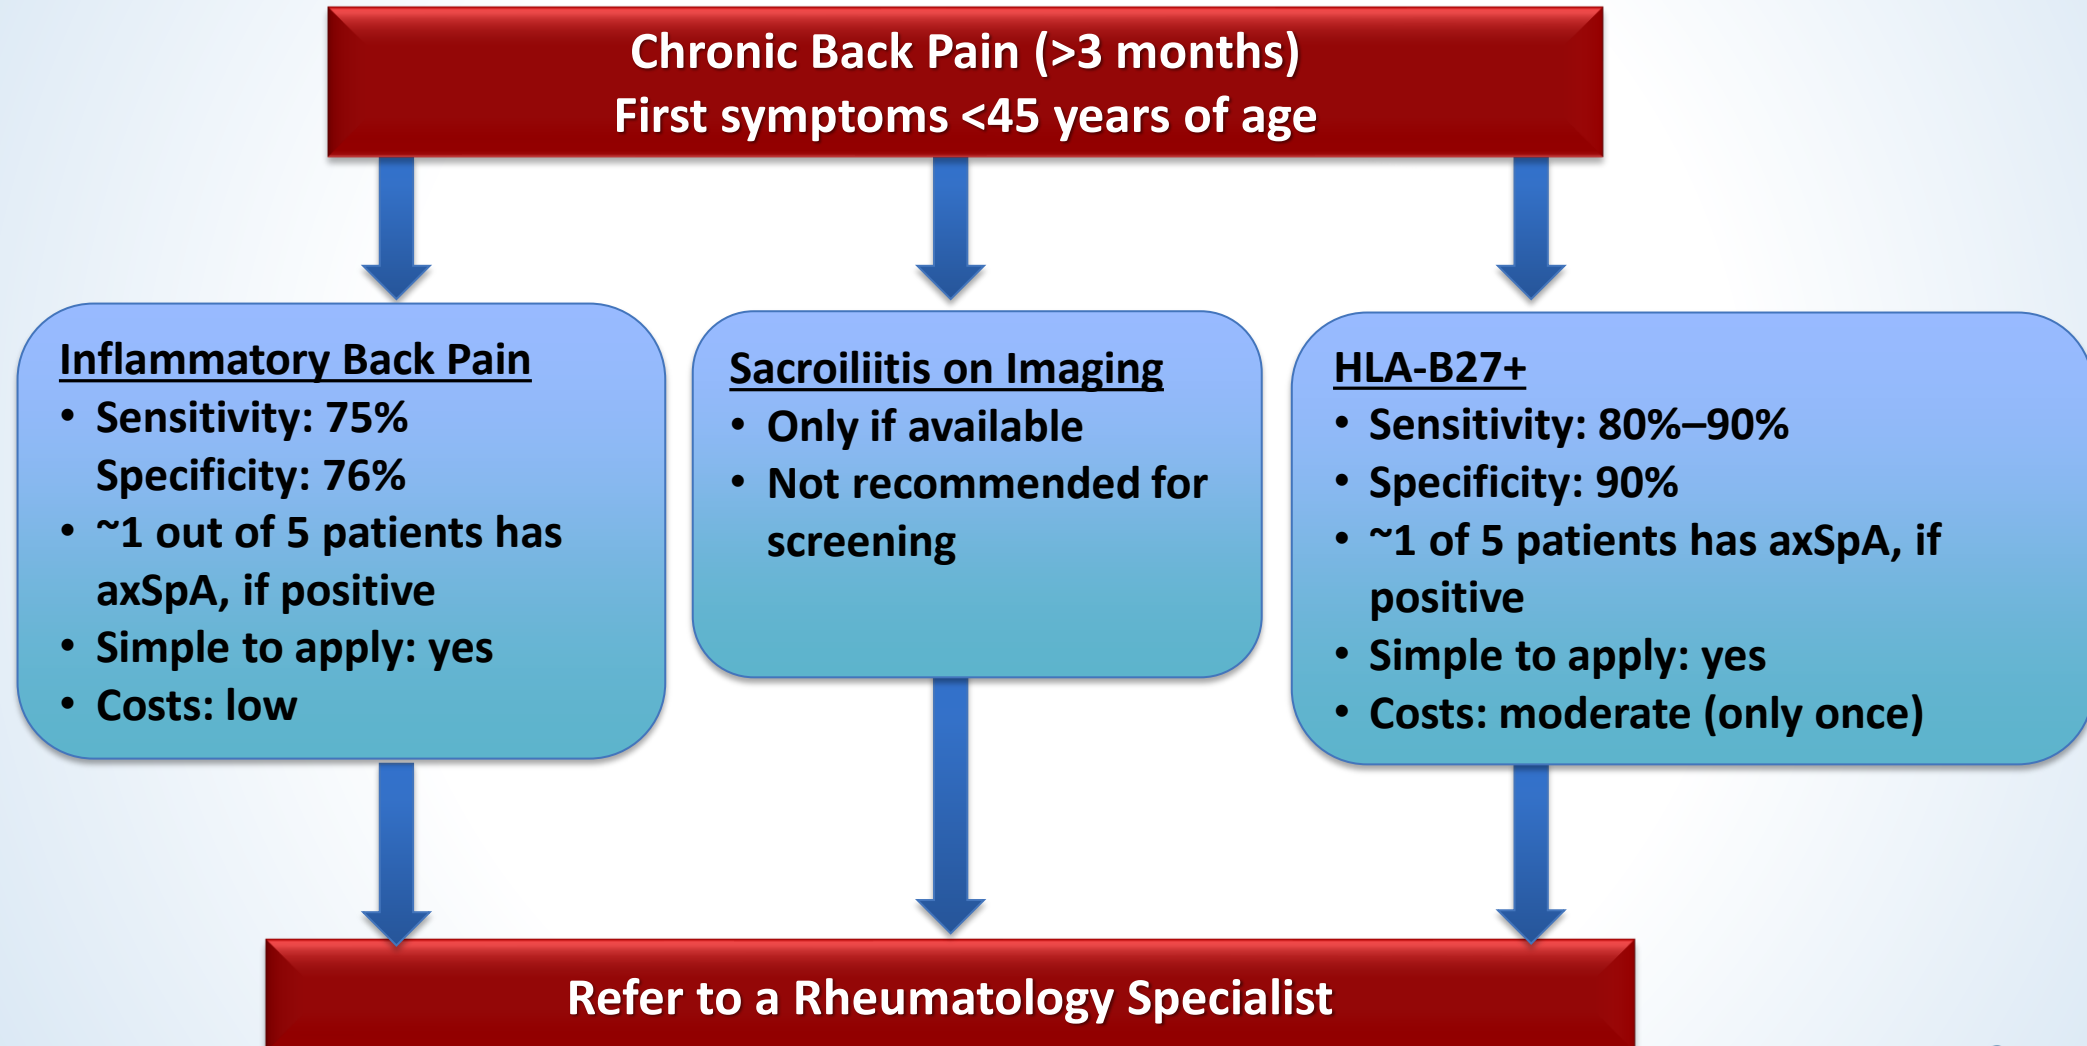 Chronic Back Pain (>3 months)
First symptoms <45 years of age
Inflammatory Back Pain
• Sensitivity: 75%
Specificity: 76%
• ~1 out of 5 patients has
axSpA, if positive
• Simple to apply: yes
• Costs: low
Sacroiliitis on Imaging
• Only if available
• Not recommended for
screening
HLA-B27+
• Sensitivity: 80%–90%
• Specificity: 90%
• ~1 of 5 patients has axSpA, if
positive
• Simple to apply: yes
• Costs: moderate (only once)
Refer to a Rheumatology Specialist